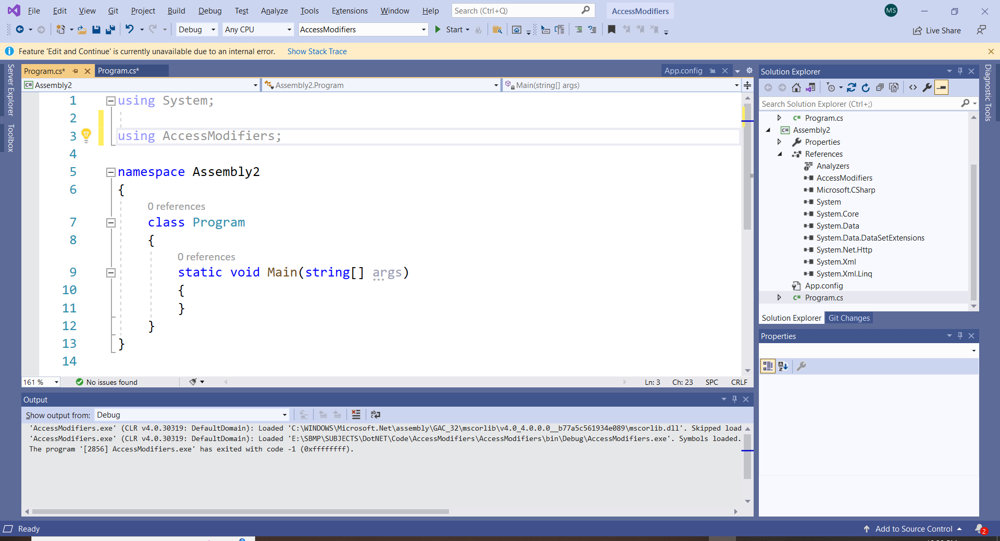 File Edit View Git Project Build Debug Test Analyze Tools Extensions Window Help Search (Ctrl+Q) AccessModifiers MS
Debug Any CPU AccessModifiers Start Live Share
Feature 'Edit and Continue' is currently unavailable due to an internal error. Show Stack Trace
Server Explorer
Toolbox
Program.cs* Program.cs* App.config
Assembly2 Assembly2.Program Main(string[] args)
1 using System;
2
3 using AccessModifiers;
4
5 namespace Assembly2
6 {
0 references
7 class Program
8 {
0 references
9 static void Main(string[] args)
10 {
11 }
12 }
13 }
14
161 % No issues found Ln: 3 Ch: 23 SPC CRLF
Output
Show output from: Debug
'AccessModifiers.exe' (CLR v4.0.30319: DefaultDomain): Loaded 'C:\WINDOWS\Microsoft.Net\assembly\GAC_32\mscorlib\v4.0_4.0.0.0__b77a5c561934e089\mscorlib.dll'. Skipped load
'AccessModifiers.exe' (CLR v4.0.30319: DefaultDomain): Loaded 'E:\SBMP\SUBJECTS\DotNET\Code\AccessModifiers\AccessModifiers\bin\Debug\AccessModifiers.exe'. Symbols loaded.
The program '[2856] AccessModifiers.exe' has exited with code -1 (0xffffffff).
Solution Explorer
Search Solution Explorer (Ctrl+;)
C# Program.cs
C# Assembly2
Properties
References
Analyzers
AccessModifiers
Microsoft.CSharp
System
System.Core
System.Data
System.Data.DataSetExtensions
System.Net.Http
System.Xml
System.Xml.Linq
App.config
C# Program.cs
Solution Explorer Git Changes
Properties
Diagnostic Tools
Ready Add to Source Control 2